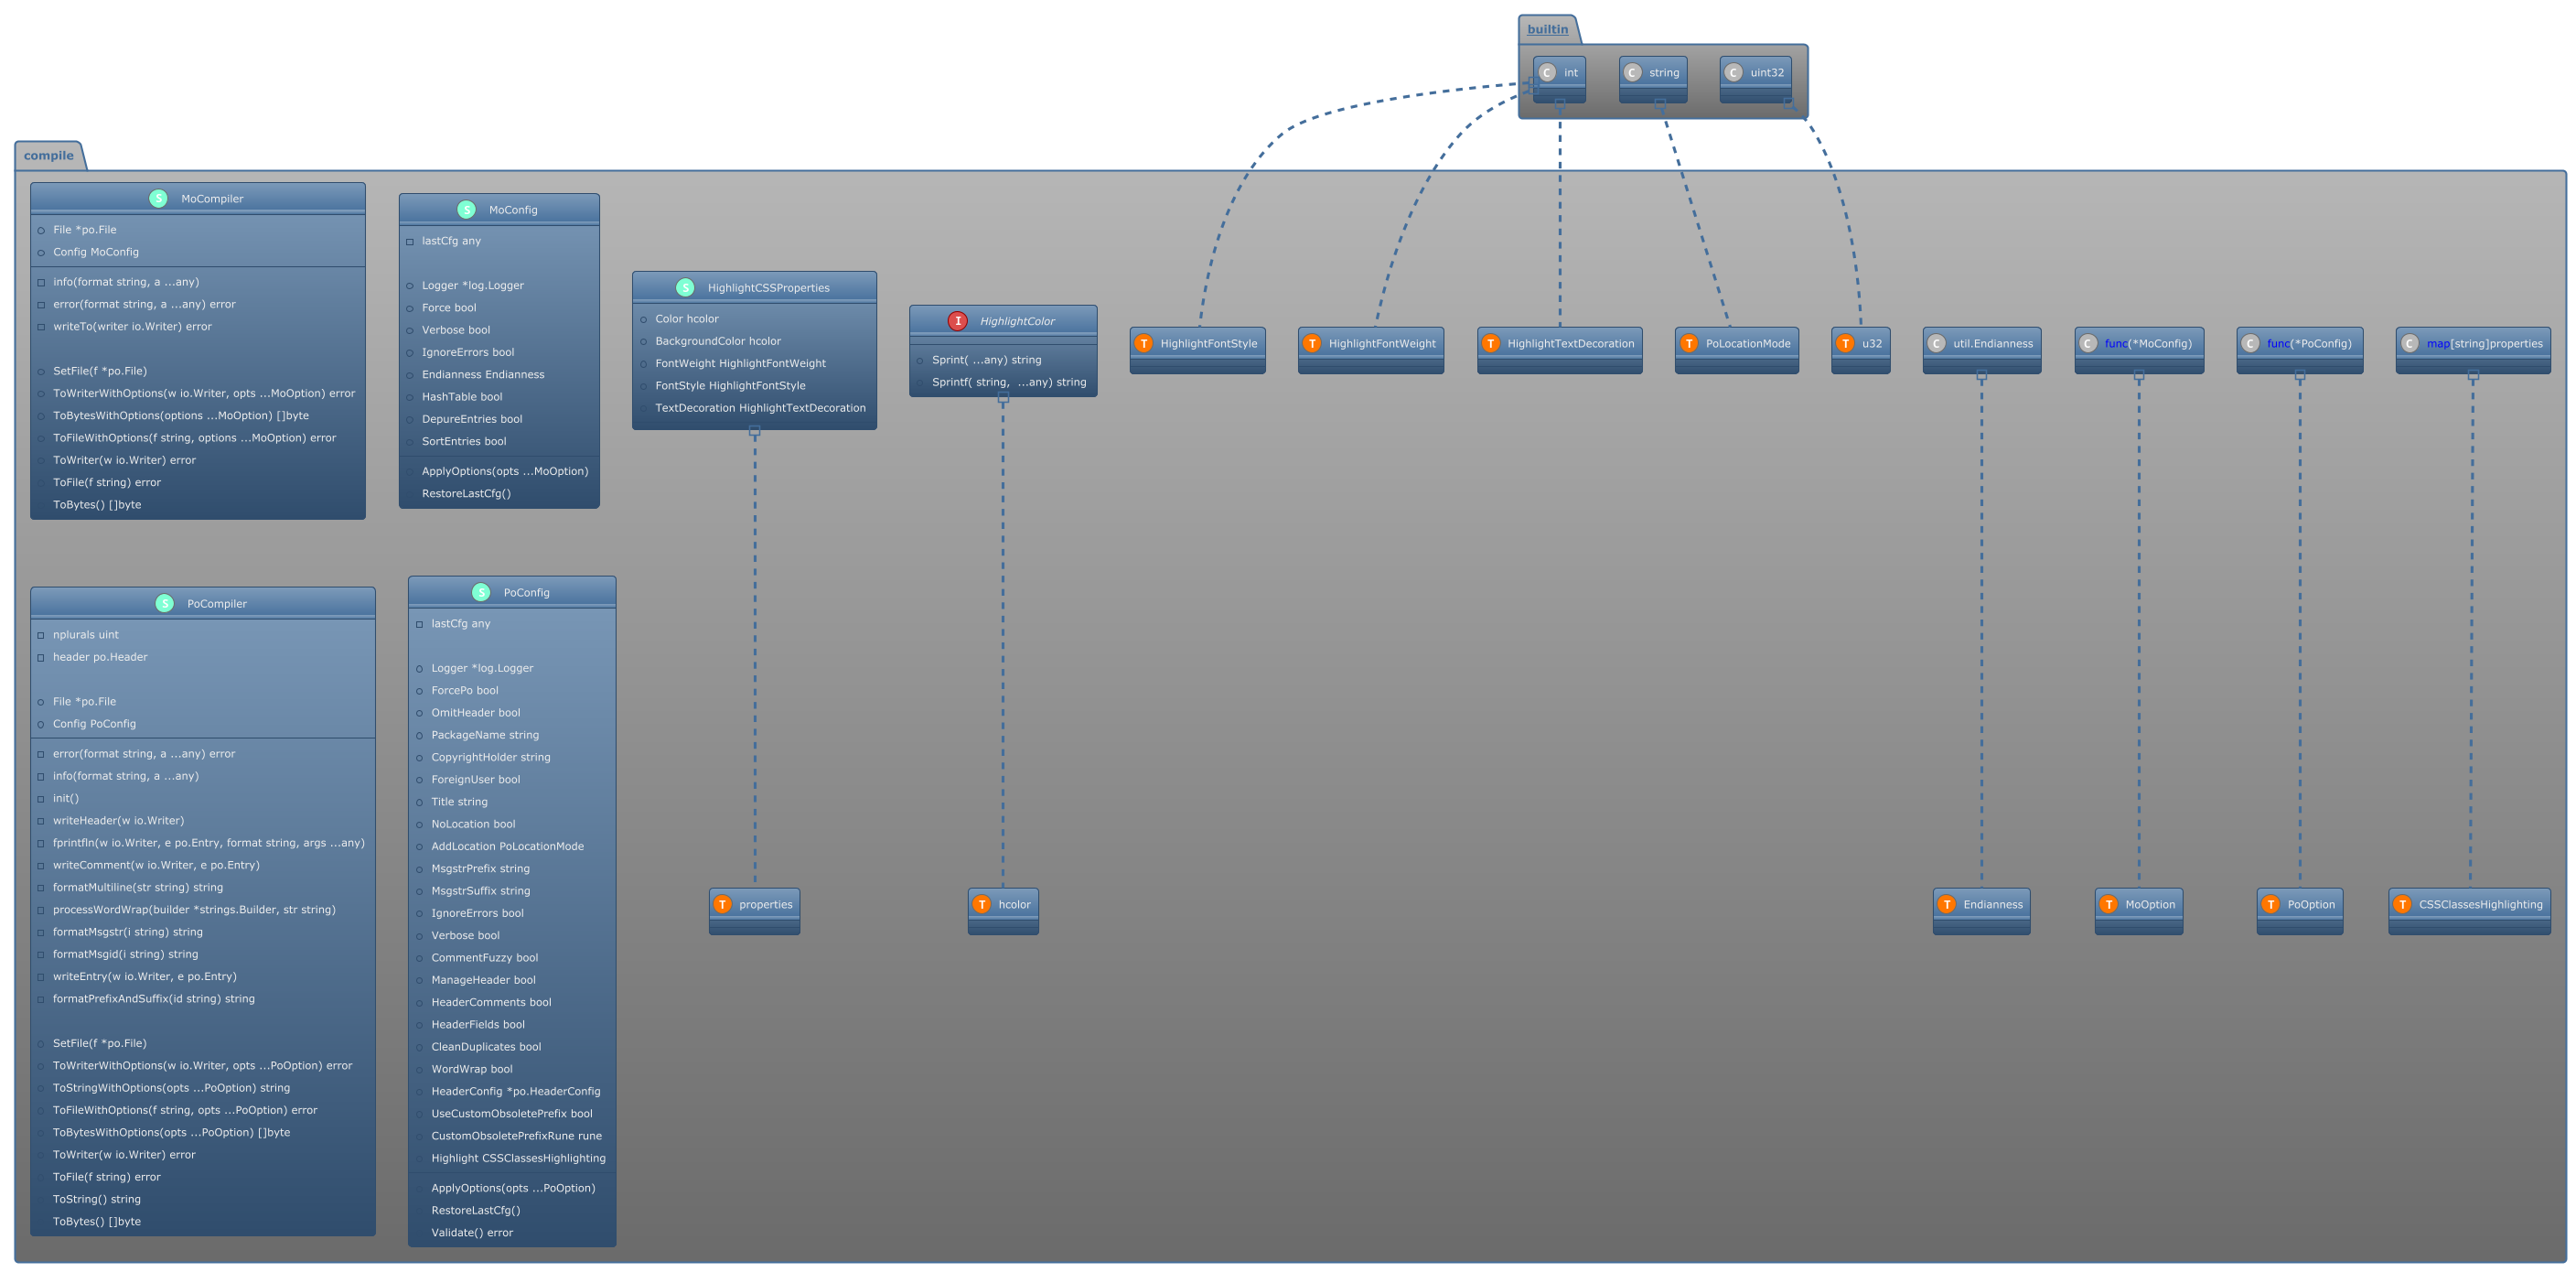 builtin
C int
C string
C uint32
compile
S MoCompiler
File *po.File
Config MoConfig
info(format string, a ...any)
error(format string, a ...any) error
writeTo(writer io.Writer) error
SetFile(f *po.File)
ToWriterWithOptions(w io.Writer, opts ...MoOption) error
ToBytesWithOptions(options ...MoOption) []byte
ToFileWithOptions(f string, options ...MoOption) error
ToWriter(w io.Writer) error
ToFile(f string) error
ToBytes() []byte
S MoConfig
lastCfg any
Logger *log.Logger
Force bool
Verbose bool
IgnoreErrors bool
Endianness Endianness
HashTable bool
DepureEntries bool
SortEntries bool
ApplyOptions(opts ...MoOption)
RestoreLastCfg()
S HighlightCSSProperties
Color hcolor
BackgroundColor hcolor
FontWeight HighlightFontWeight
FontStyle HighlightFontStyle
TextDecoration HighlightTextDecoration
I HighlightColor
Sprint( ...any) string
Sprintf( string,  ...any) string
T HighlightFontStyle
T HighlightFontWeight
T HighlightTextDecoration
T PoLocationMode
T u32
C util.Endianness
C func(*MoConfig)
C func(*PoConfig)
C map[string]properties
S PoCompiler
nplurals uint
header po.Header
File *po.File
Config PoConfig
error(format string, a ...any) error
info(format string, a ...any)
init()
writeHeader(w io.Writer)
fprintfln(w io.Writer, e po.Entry, format string, args ...any)
writeComment(w io.Writer, e po.Entry)
formatMultiline(str string) string
processWordWrap(builder *strings.Builder, str string)
formatMsgstr(i string) string
formatMsgid(i string) string
writeEntry(w io.Writer, e po.Entry)
formatPrefixAndSuffix(id string) string
SetFile(f *po.File)
ToWriterWithOptions(w io.Writer, opts ...PoOption) error
ToStringWithOptions(opts ...PoOption) string
ToFileWithOptions(f string, opts ...PoOption) error
ToBytesWithOptions(opts ...PoOption) []byte
ToWriter(w io.Writer) error
ToFile(f string) error
ToString() string
ToBytes() []byte
S PoConfig
lastCfg any
Logger *log.Logger
ForcePo bool
OmitHeader bool
PackageName string
CopyrightHolder string
ForeignUser bool
Title string
NoLocation bool
AddLocation PoLocationMode
MsgstrPrefix string
MsgstrSuffix string
IgnoreErrors bool
Verbose bool
CommentFuzzy bool
ManageHeader bool
HeaderComments bool
HeaderFields bool
CleanDuplicates bool
WordWrap bool
HeaderConfig *po.HeaderConfig
UseCustomObsoletePrefix bool
CustomObsoletePrefixRune rune
Highlight CSSClassesHighlighting
ApplyOptions(opts ...PoOption)
RestoreLastCfg()
Validate() error
T properties
T hcolor
T Endianness
T MoOption
T PoOption
T CSSClassesHighlighting